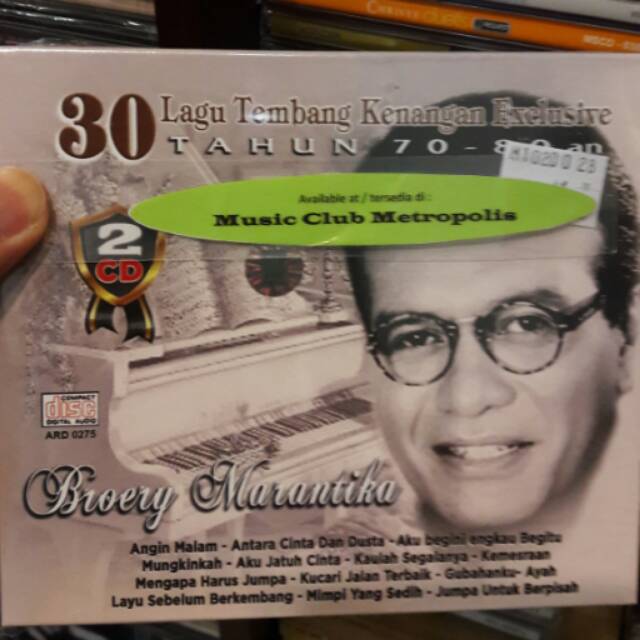 30 Lagu Tembang Kenangan Exclusive
TAHUN 70 - 80 an
Available at / tersedia di :
Music Club Metropolis
2
CD
COMPACT
disc
DIGITAL AUDIO
ARD 0275
Broery Marantika
Angin Malam - Antara Cinta Dan Dusta - Aku begini engkau Begitu
Mungkinkah - Aku Jatuh Cinta - Kaulah Segalanya - Kemesraan
Mengapa Harus Jumpa - Kucari Jalan Terbaik - Gubahanku- Ayah
Layu Sebelum Berkembang - Mimpi Yang Sedih - Jumpa Untuk Berpisah